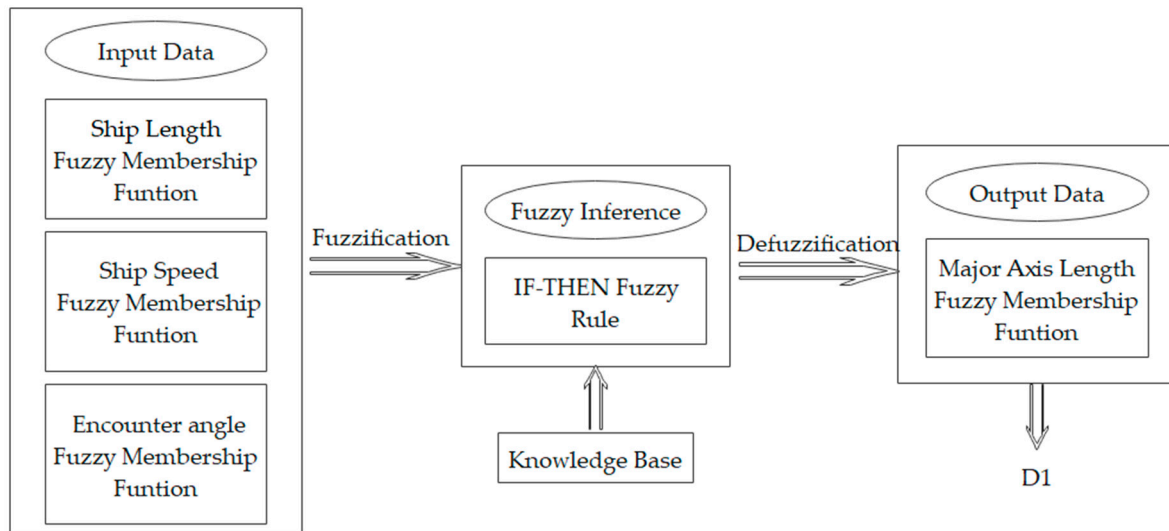 Input Data
Ship Length
Fuzzy Membership
Funtion
Ship Speed
Fuzzy Membership
Funtion
Encounter angle
Fuzzy Membership
Funtion
Fuzzification
Fuzzy Inference
IF-THEN Fuzzy
Rule
Knowledge Base
Defuzzification
Output Data
Major Axis Length
Fuzzy Membership
Funtion
D1